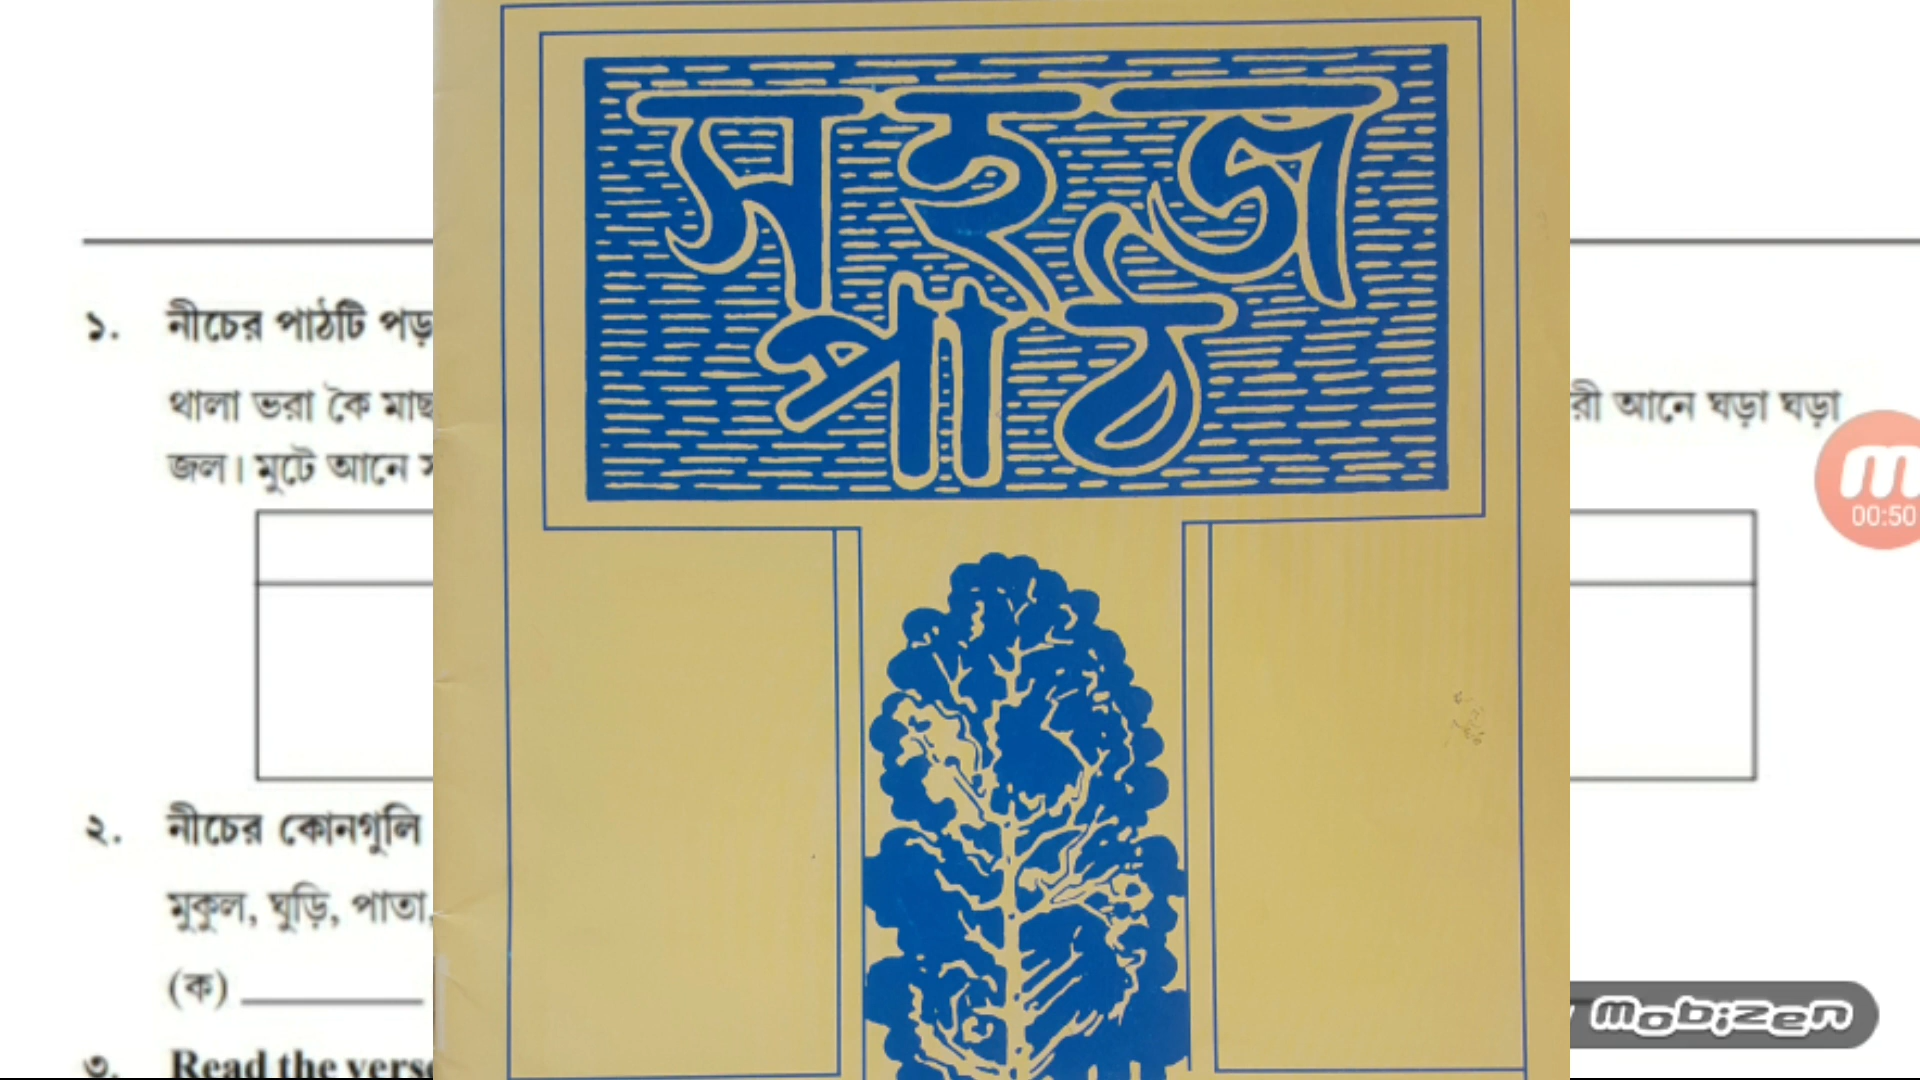 সহজ
পাঠ
১. নীচের পাঠটি পড়
থালা ভরা কৈ মাছ
রী আনে ঘড়া ঘড়া
জল। মুটে আনে
২. নীচের কোনগুলি
মুকুল, ঘুড়ি, পাতা,
(ক)
৩. Read the verse
00:50
mobizen